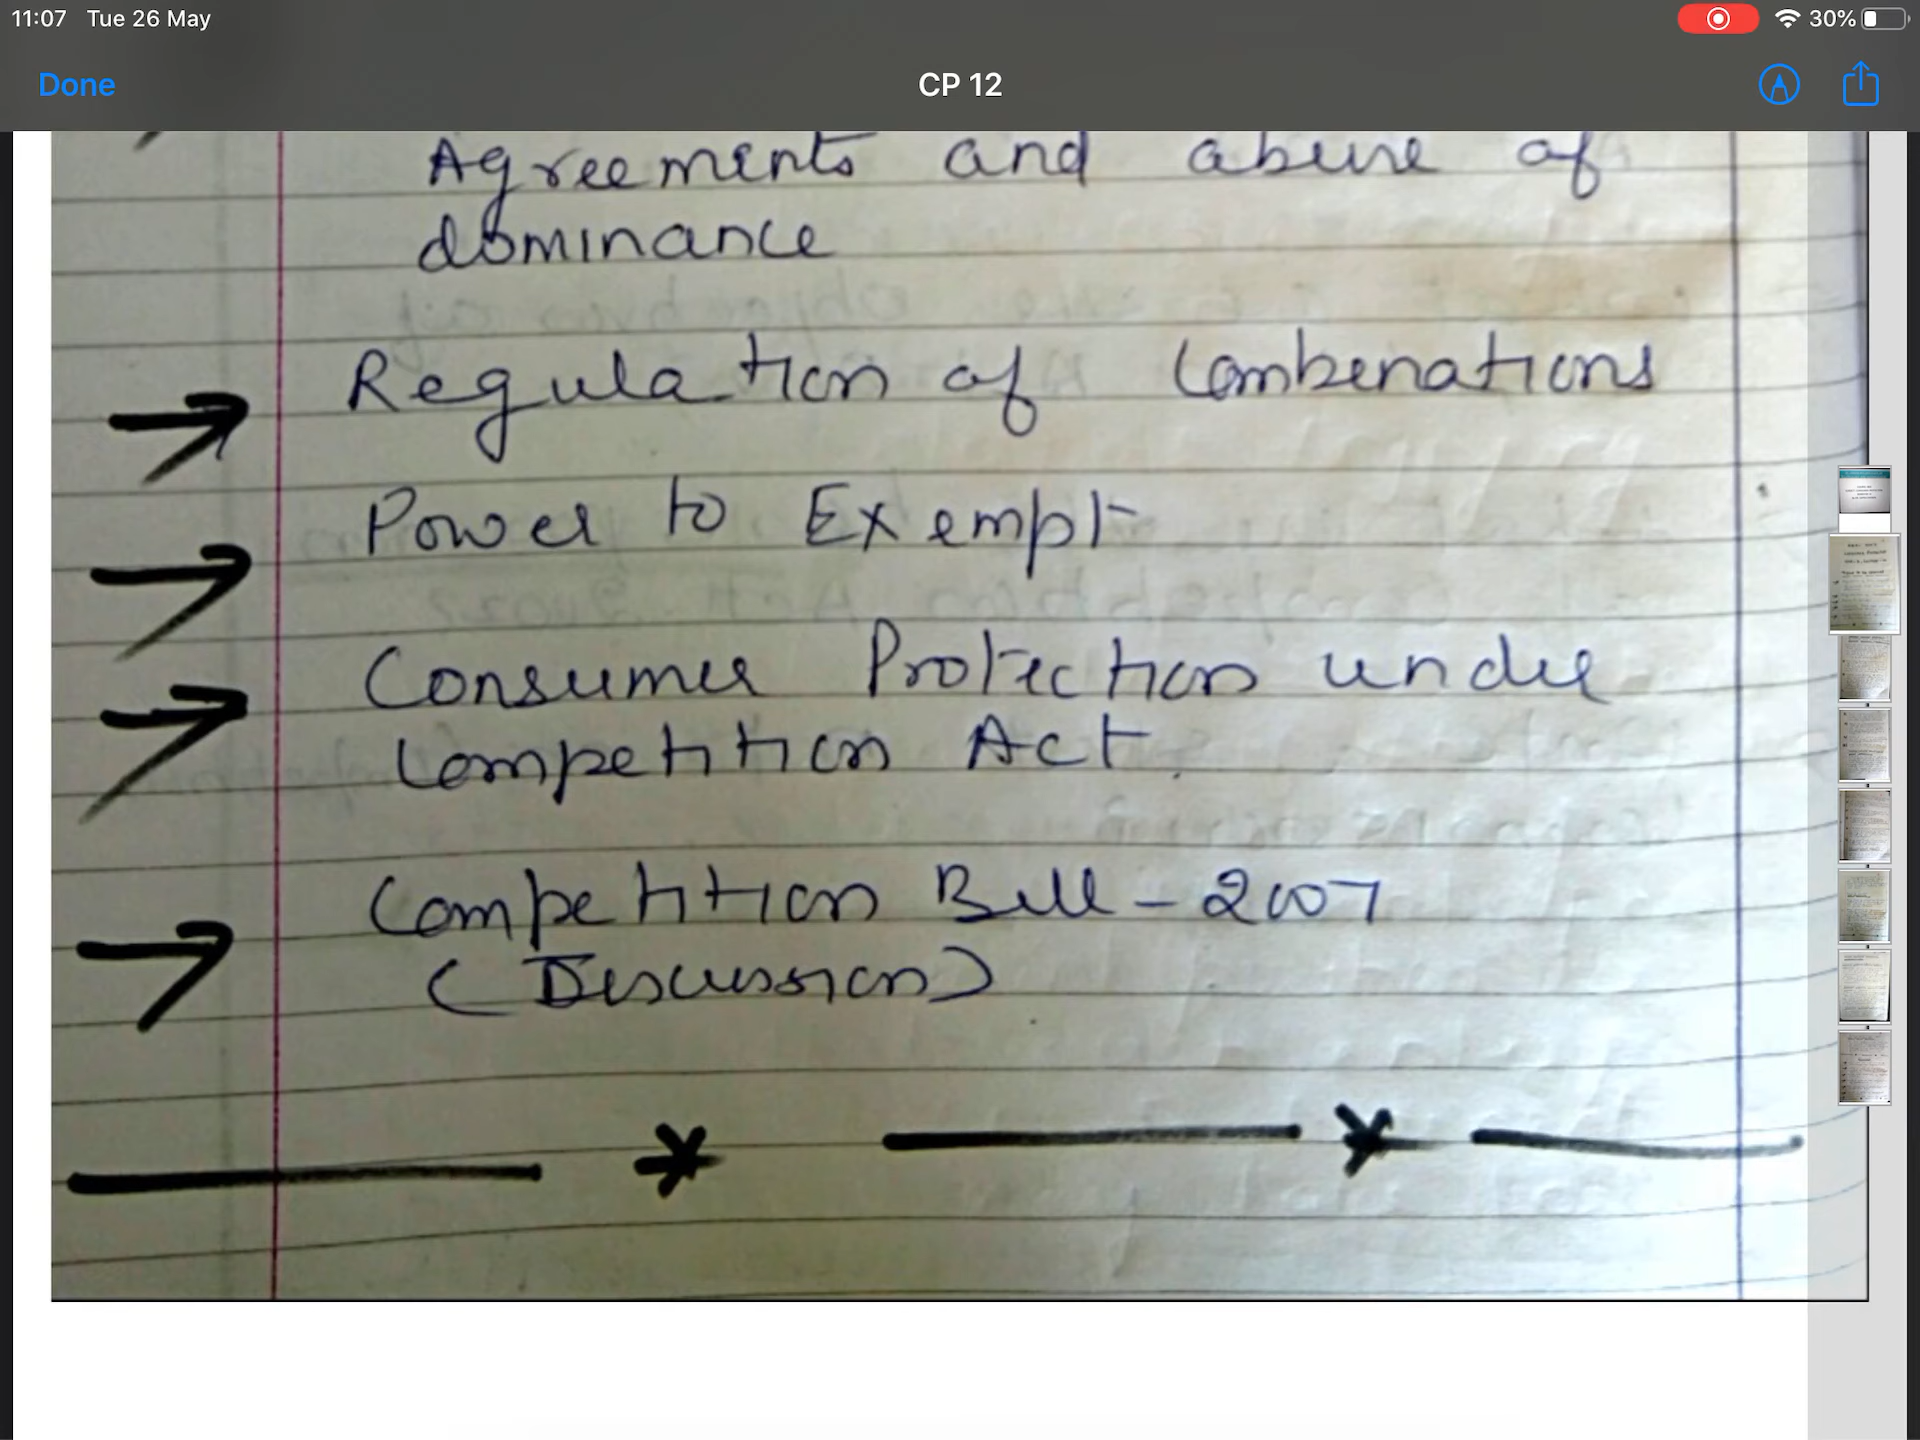 11:07 Tue 26 May
30%
Done
CP 12
Agreements and abuse of
dominance
→ Regulation of Combinations
→ Power to Exempt
→ Consumer Protection under
Competition Act.
→ Competition Bill - 2007
(Discussion)